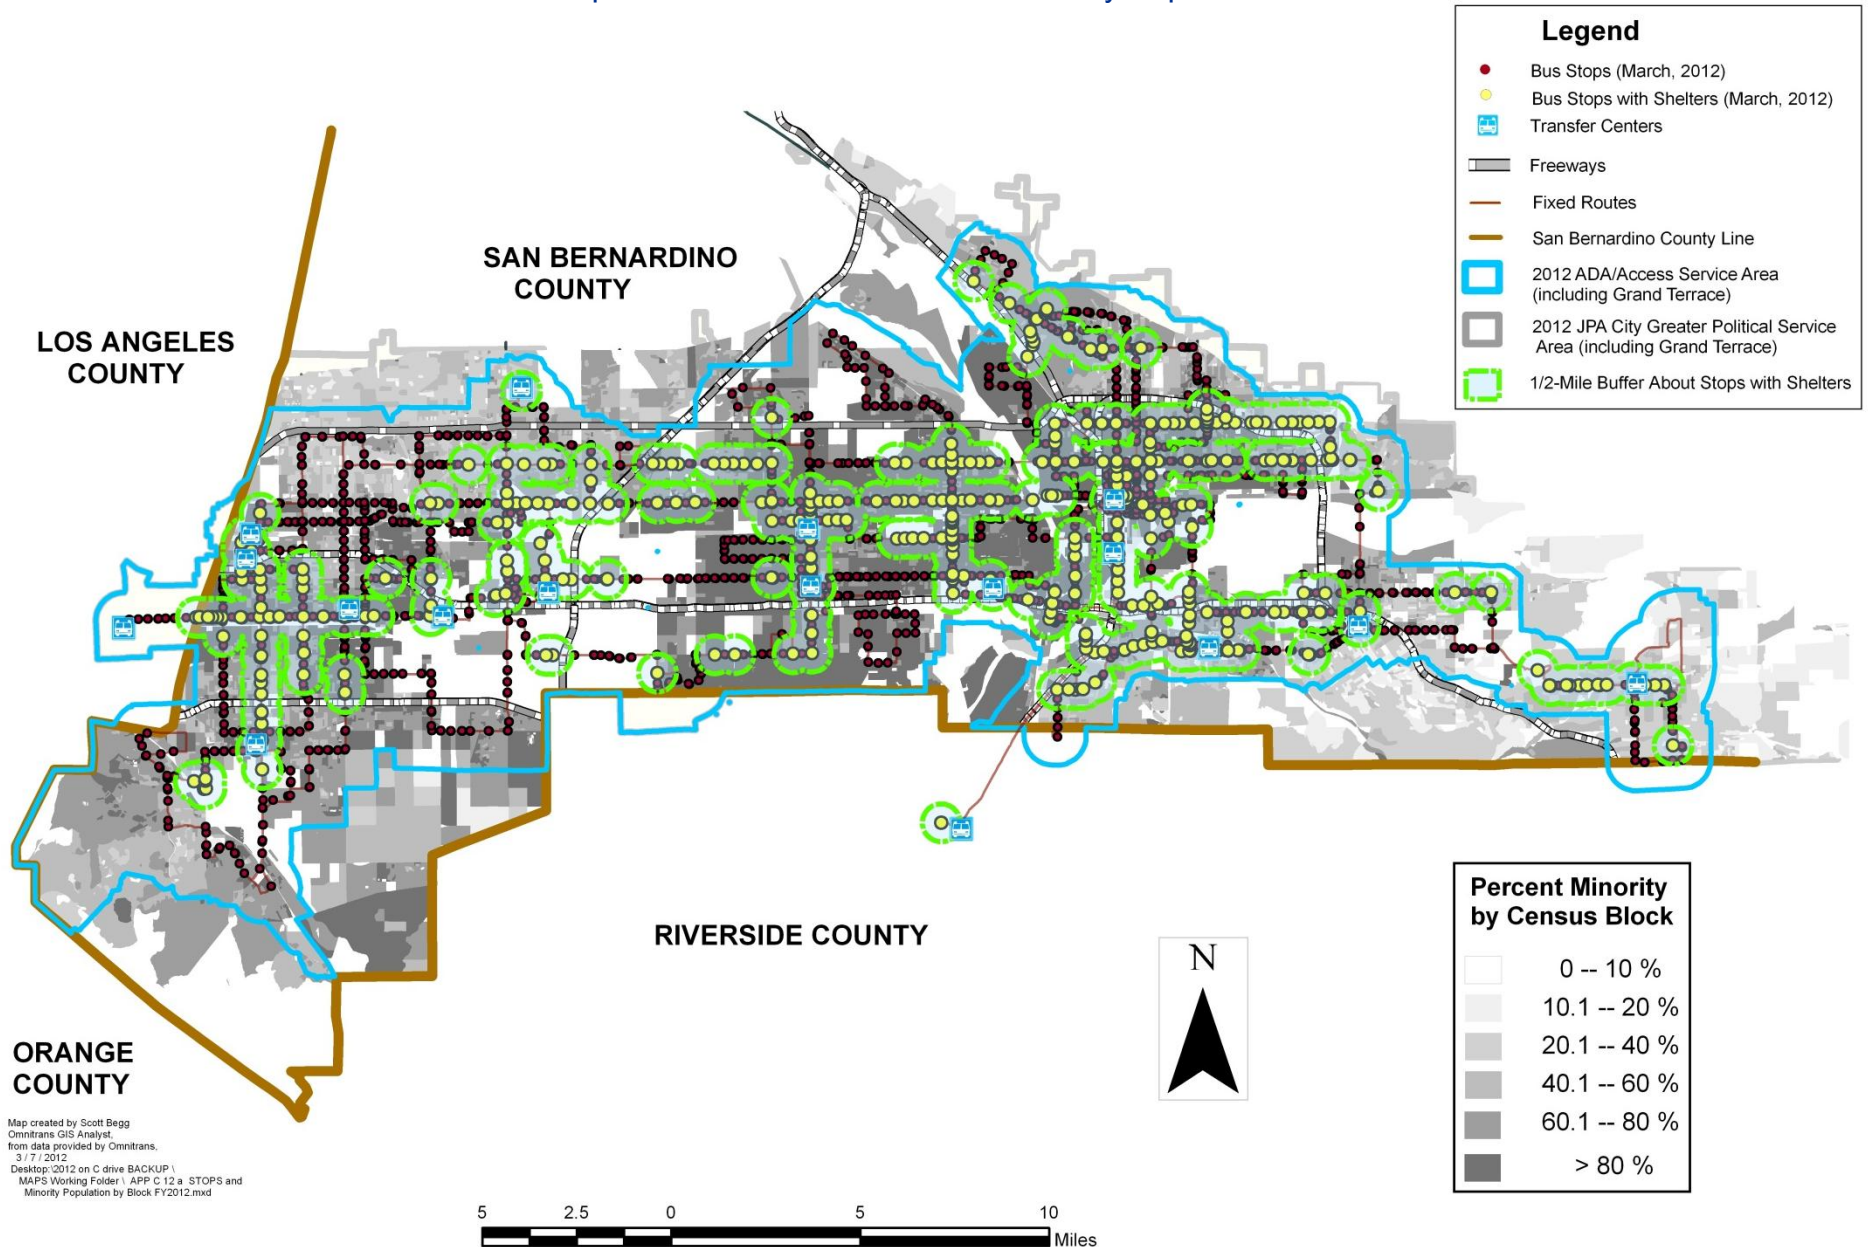 Legend
Bus Stops (March, 2012)
Bus Stops with Shelters (March, 2012)
Transfer Centers
Freeways
Fixed Routes
San Bernardino County Line
2012 ADA/Access Service Area
(including Grand Terrace)
2012 JPA City Greater Political Service
Area (including Grand Terrace)
1/2-Mile Buffer About Stops with Shelters
SAN BERNARDINO
COUNTY
LOS ANGELES
COUNTY
RIVERSIDE COUNTY
ORANGE
COUNTY
N
Percent Minority
by Census Block
0 -- 10 %
10.1 -- 20 %
20.1 -- 40 %
40.1 -- 60 %
60.1 -- 80 %
> 80 %
Map created by Scott Begg
Omnitrans GIS Analyst,
from data provided by Omnitrans,
3 / 7 / 2012
Desktop:\2012 on C drive BACKUP \
MAPS Working Folder \ APP C 12 a STOPS and
Minority Population by Block FY2012.mxd
5 2.5 0 5 10
Miles